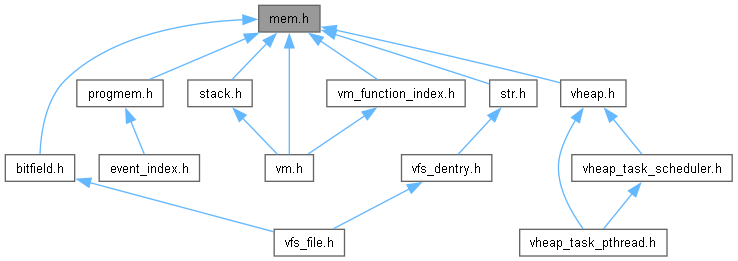 mem.h
progmem.h
stack.h
vm_function_index.h
str.h
vheap.h
bitfield.h
event_index.h
vm.h
vfs_dentry.h
vheap_task_scheduler.h
vfs_file.h
vheap_task_pthread.h